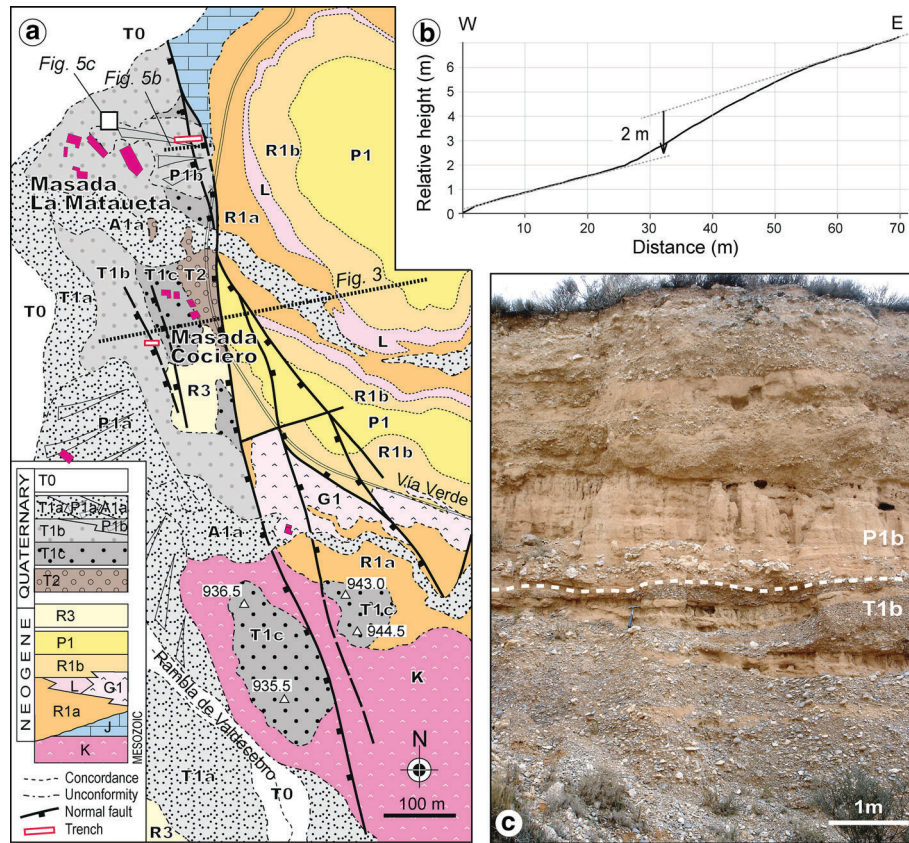 a
T0
Fig. 5c
Fig. 5b
R1b
P1
L
P1b
Masada
La Mataueta
R1a
A1a
T1b
T1c
T2
T1a
T0
Fig. 3
Masada
Cociero
L
R3
R1b
P1
R1b
P1a
Vía Verde
G1
A1a
R1a
936.5
943.0
T1c
T1c
944.5
935.5
K
Rambla de Valdecebro
N
T1a
T0
100 m
R3
QUATERNARY
T0
T1a P1a A1a
P1b
T1b
T1c
T2
NEOGENE
R3
P1
R1b
L
G1
R1a
J
K
MESOZOIC
Concordance
Unconformity
Normal fault
Trench
b
W
E
Relative height (m)
6
5
4
3
2
1
0
2 m
0
10
20
30
40
50
60
70
Distance (m)
P1b
T1b
1m
c